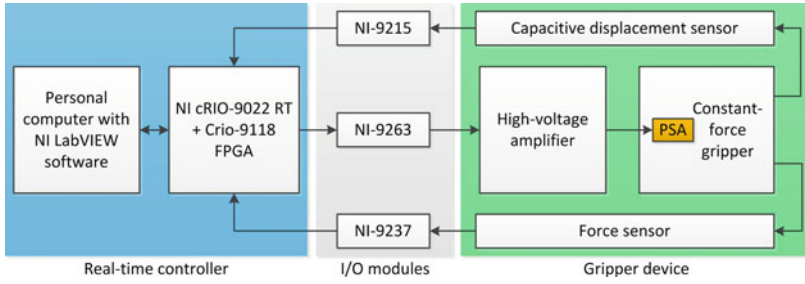 NI-9215
Capacitive displacement sensor
Personal
computer with
NI LabVIEW
software
NI cRIO-9022 RT
+ Crio-9118
FPGA
NI-9263
High-voltage
amplifier
PSA
Constant-
force
gripper
NI-9237
Force sensor
Real-time controller
I/O modules
Gripper device